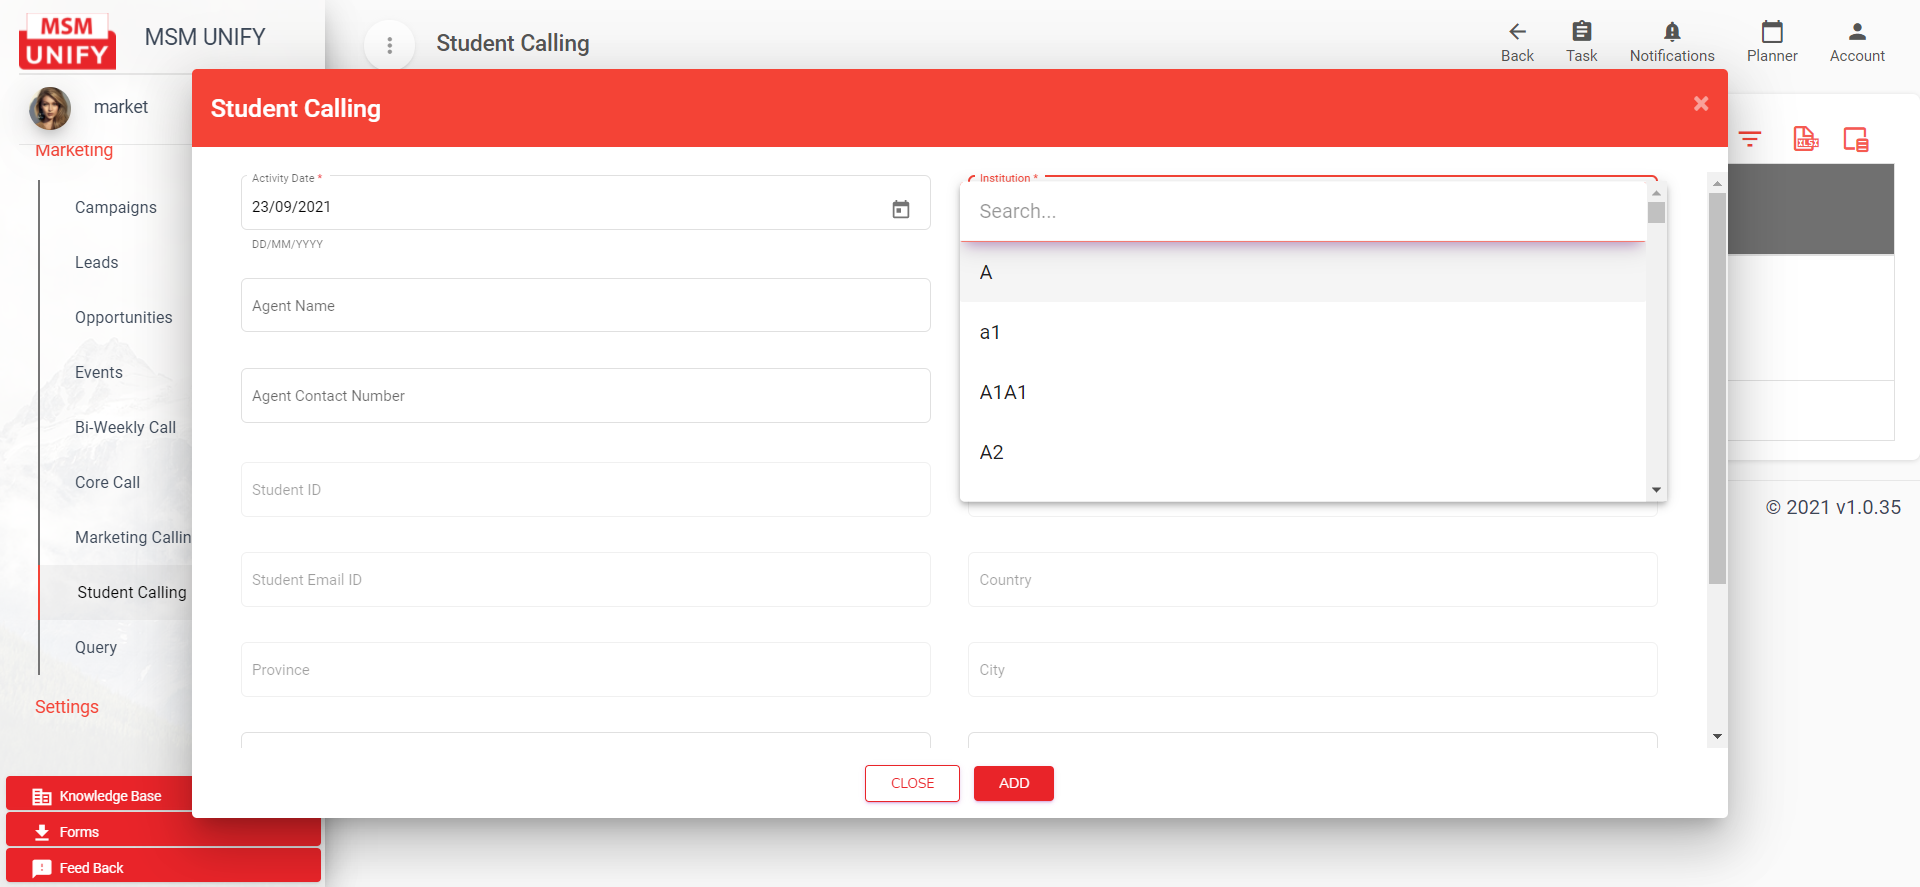 MSM
UNIFY
MSM UNIFY
Student Calling
Back
Task
Notifications
Planner
Account
market
Marketing
Campaigns
Leads
Opportunities
Events
Bi-Weekly Call
Core Call
Marketing Callin
Student Calling
Query
Settings
Knowledge Base
Forms
Feed Back
Student Calling
×
Activity Date *
23/09/2021
DD/MM/YYYY
Institution *
Search...
A
a1
A1A1
A2
Agent Name
Agent Contact Number
Student ID
Student Email ID
Country
Province
City
CLOSE
ADD
XLSX
© 2021 v1.0.35